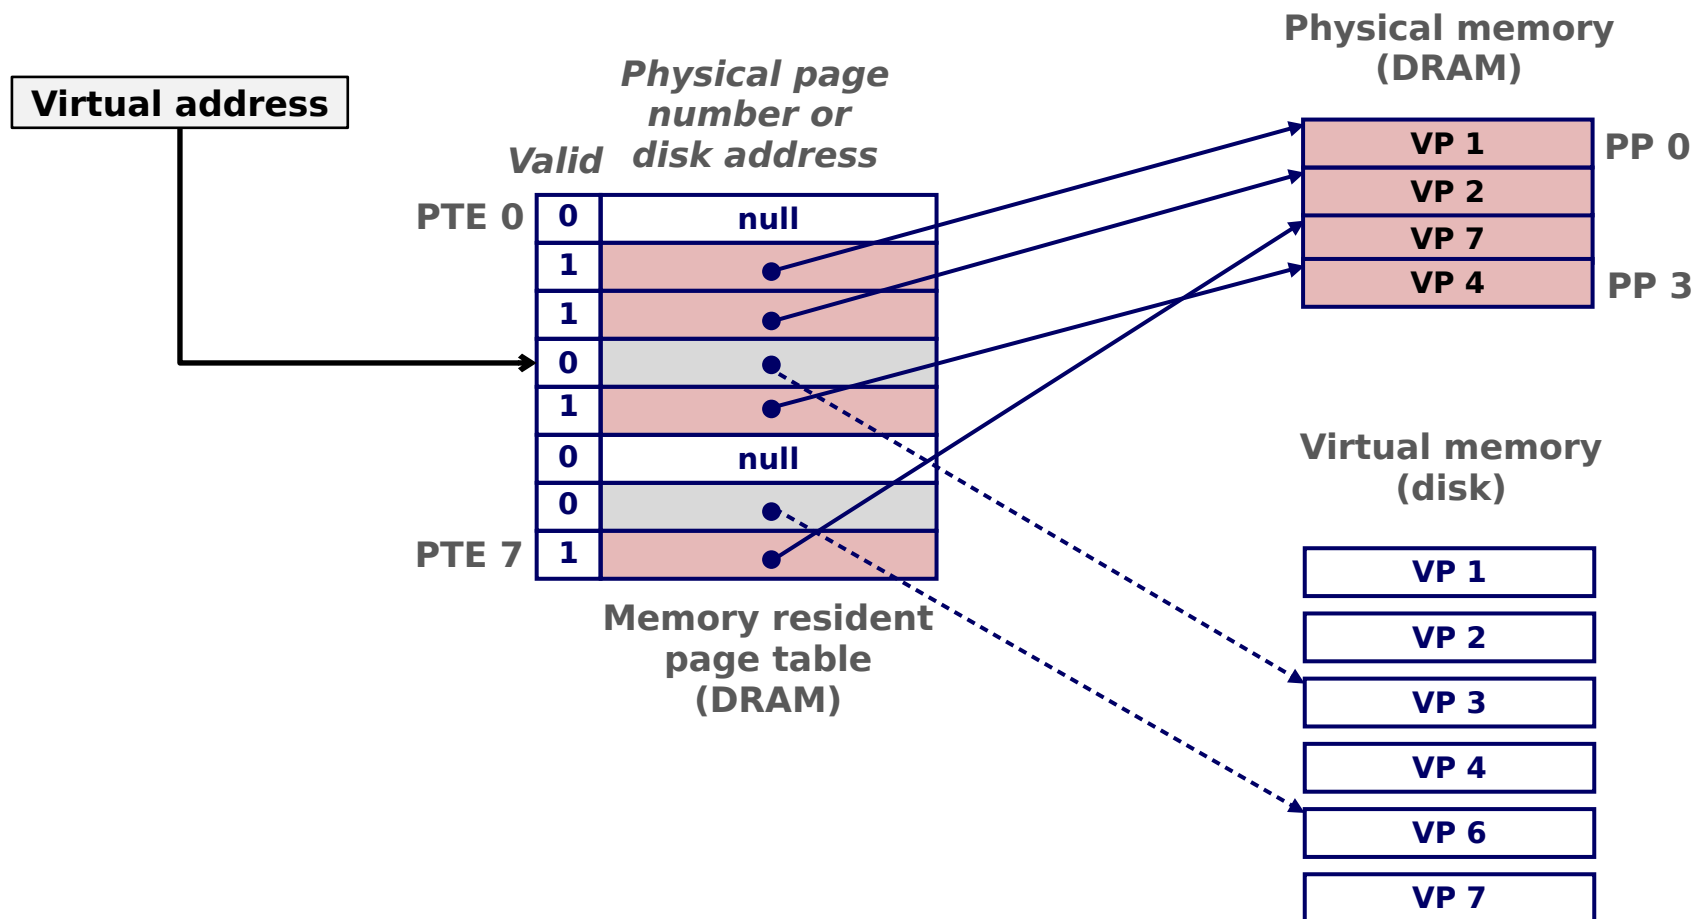 Virtual address
Physical page
number or
disk address
Valid
PTE 0
0
null
1
1
0
1
0
null
0
PTE 7
1
Memory resident
page table
(DRAM)
Physical memory
(DRAM)
VP 1
PP 0
VP 2
VP 7
VP 4
PP 3
Virtual memory
(disk)
VP 1
VP 2
VP 3
VP 4
VP 6
VP 7